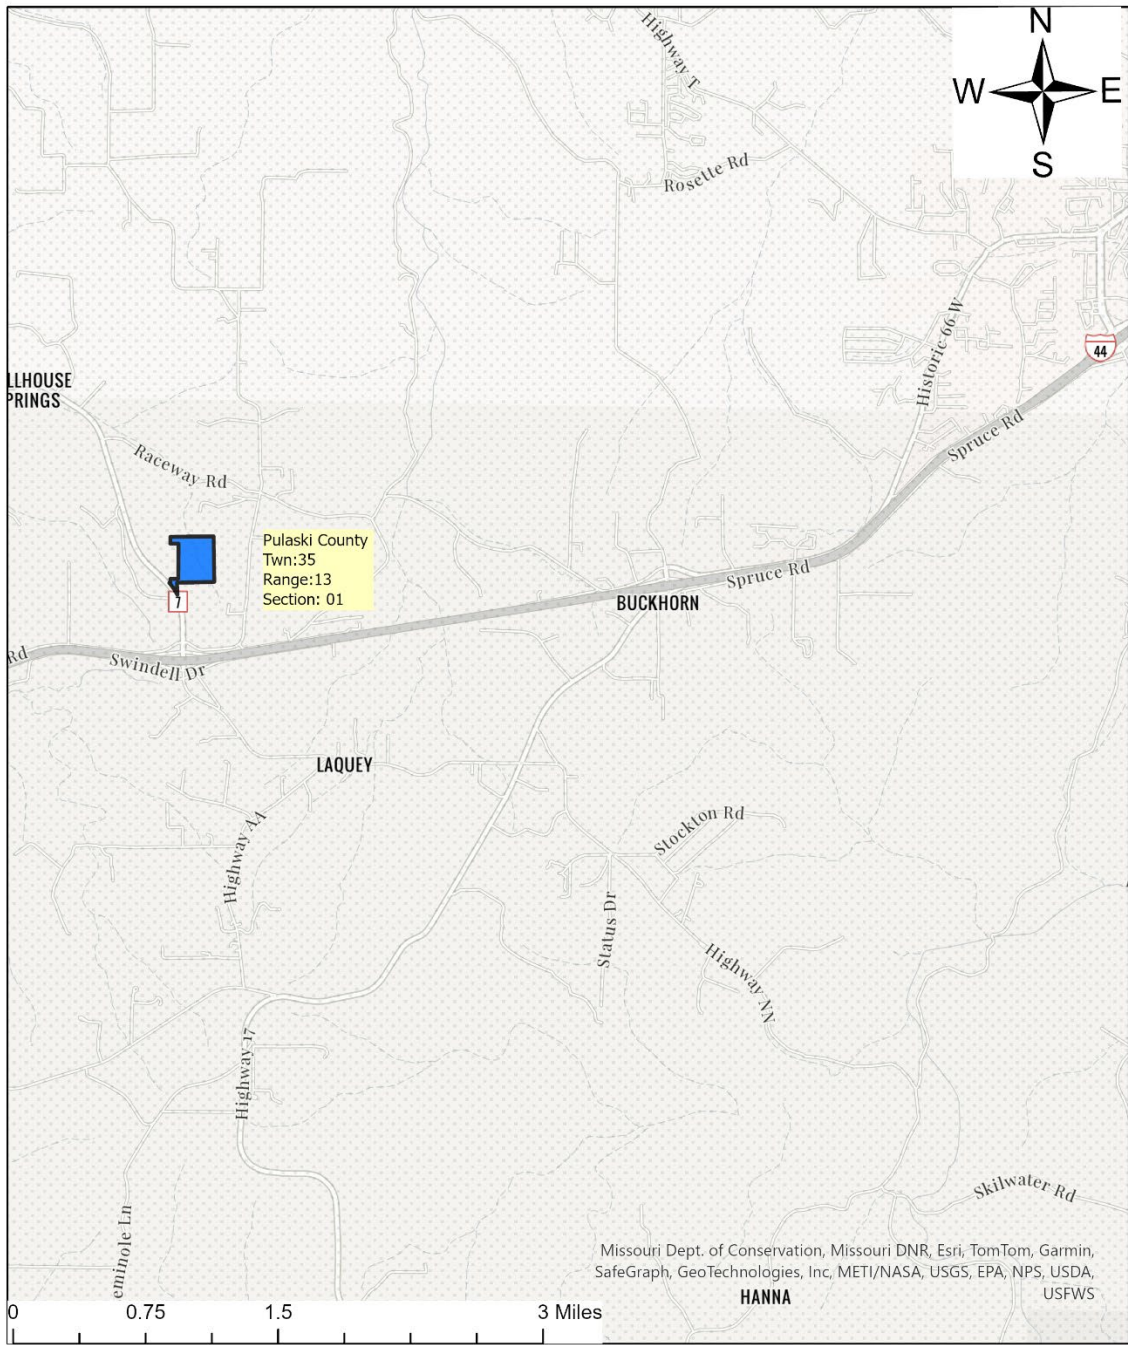 N
W E
S
Highway T
Rosette Rd
Historic 66 W
44
LLHOUSE
PRINGS
Spruce Rd
Raceway Rd
Pulaski County
Twn:35
Range:13
Section: 01
7
Spruce Rd
BUCKHORN
Rd
Swindell Dr
LAQUEY
Stockton Rd
Highway AA
Status Dr
Highway NN
Highway 17
Skilwater Rd
eminole Ln
Missouri Dept. of Conservation, Missouri DNR, Esri, TomTom, Garmin,
SafeGraph, GeoTechnologies, Inc, METI/NASA, USGS, EPA, NPS, USDA,
USFWS
HANNA
0 0.75 1.5 3 Miles